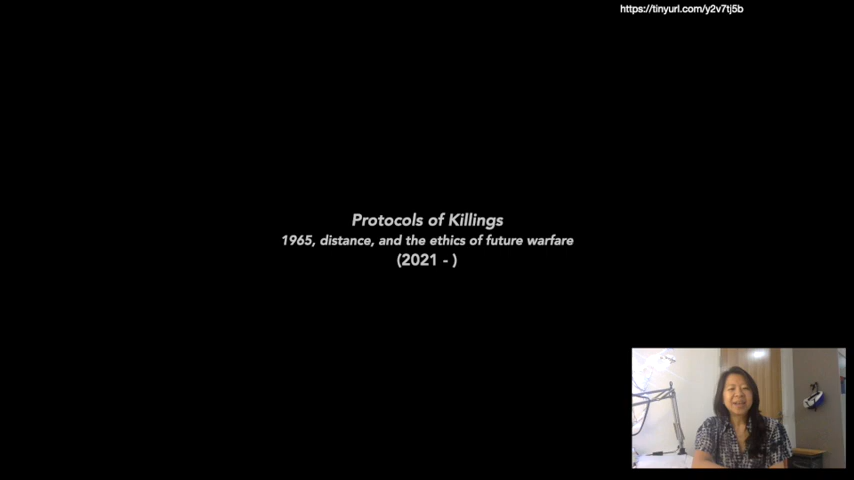 https://tinyurl.com/y2v7tj5b
Protocols of Killings
1965, distance, and the ethics of future warfare
(2021 - )